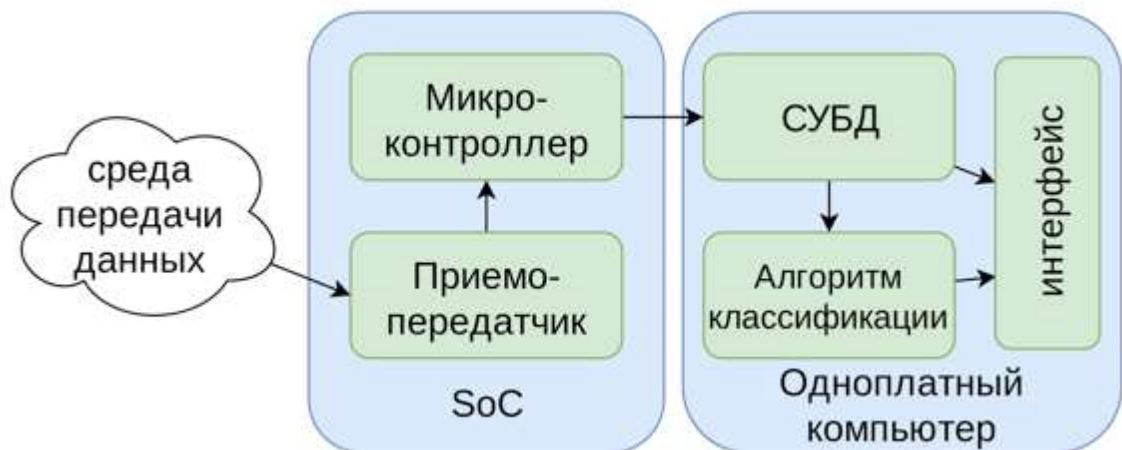 среда
передачи
данных
Микро-
контроллер
Приемо-
передатчик
SoC
СУБД
Алгоритм
классификации
интерфейс
Одноплатный
компьютер